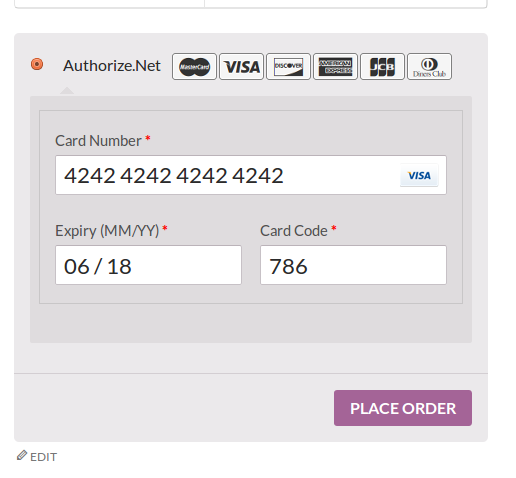 Authorize.Net MasterCard VISA DISCOVER AMERICAN EXPRESS JCB Diners Club
Card Number *
4242 4242 4242 4242 VISA
Expiry (MM/YY) * Card Code *
06 / 18 786
PLACE ORDER
EDIT